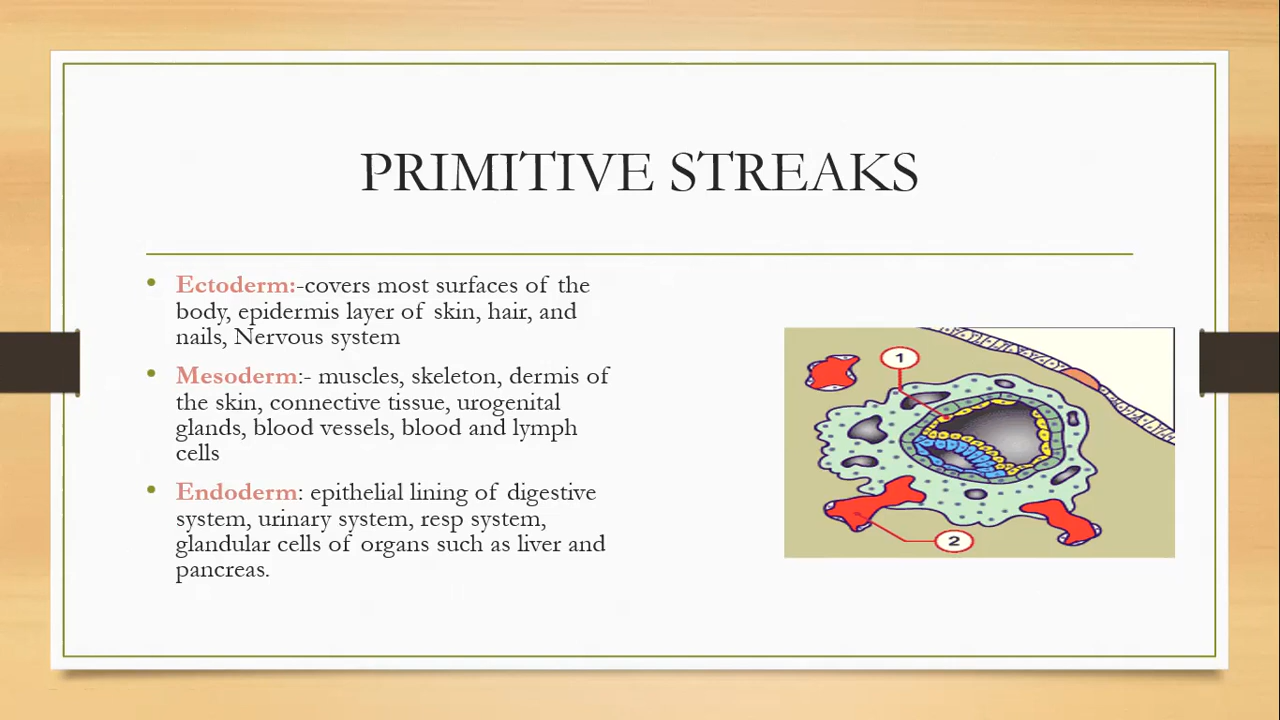 PRIMITIVE STREAKS
• Ectoderm:-covers most surfaces of the
body, epidermis layer of skin, hair, and
nails, Nervous system
• Mesoderm:- muscles, skeleton, dermis of
the skin, connective tissue, urogenital
glands, blood vessels, blood and lymph
cells
• Endoderm: epithelial lining of digestive
system, urinary system, resp system,
glandular cells of organs such as liver and
pancreas.
1
2